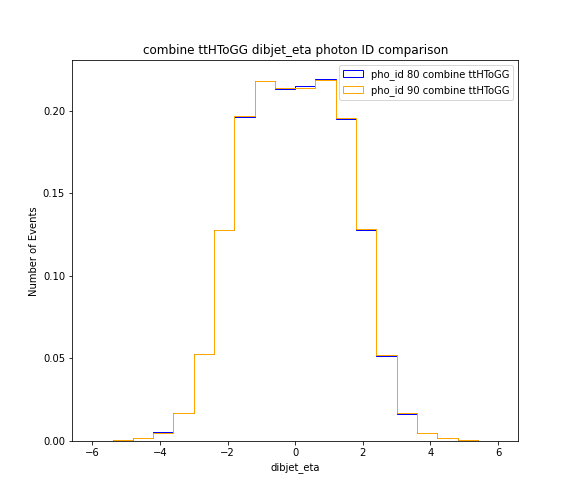 combine ttHToGG dibjet_eta photon ID comparison
pho_id 80 combine ttHToGG
pho_id 90 combine ttHToGG
Number of Events
0.20
0.15
0.10
0.05
0.00
−6 −4 −2 0 2 4 6
dibjet_eta